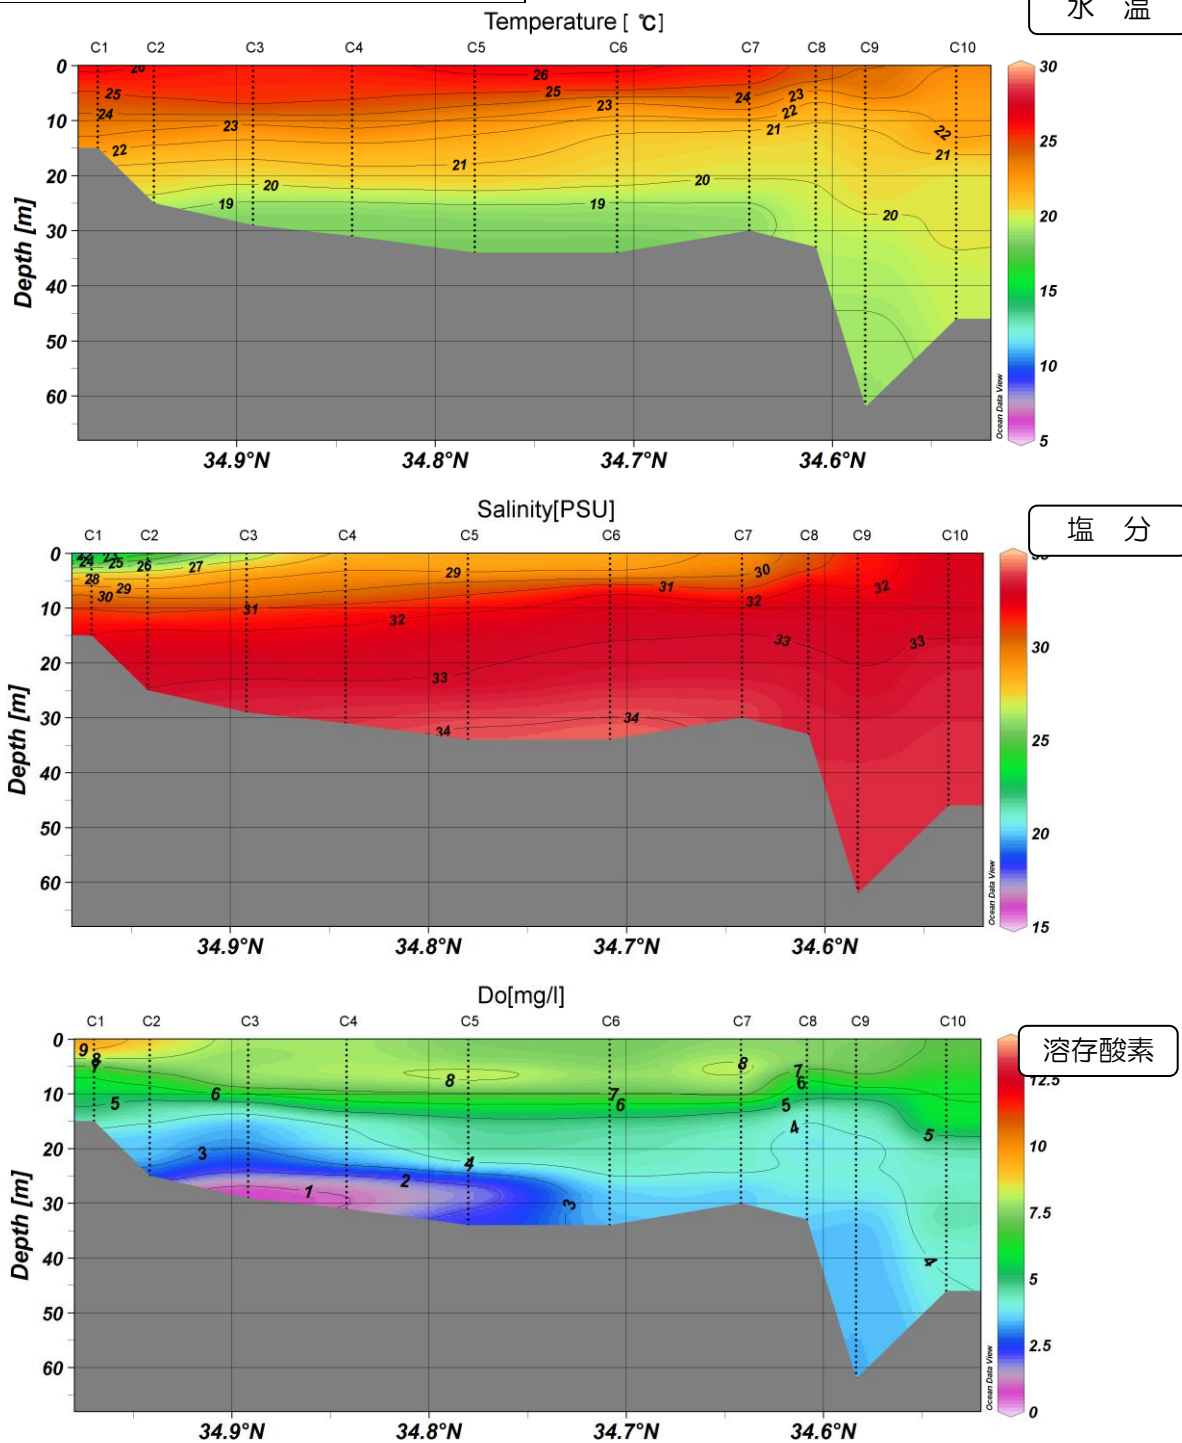 水 温
Temperature [ ℃]
C1 C2 C3 C4 C5 C6 C7 C8 C9 C10
0
10
20
30
40
50
60
Depth [m]
26 26
25 25 24 23
24 23 23 22 22
22 21 21 21
20 20 20
19 19
30
25
20
15
10
5
Ocean Data View
34.9°N 34.8°N 34.7°N 34.6°N
塩 分
Salinity[PSU]
C1 C2 C3 C4 C5 C6 C7 C8 C9 C10
0
10
20
30
40
50
60
Depth [m]
24 25 26 27 29 30
28 29 31 32
30 31 32 32
33 33 33
34 34
30
25
20
15
Ocean Data View
34.9°N 34.8°N 34.7°N 34.6°N
溶存酸素
Do[mg/l]
C1 C2 C3 C4 C5 C6 C7 C8 C9 C10
0
10
20
30
40
50
60
Depth [m]
9 8 8 8 7
6 7 6 6
5 5 5
3 4 4
1 2 3 4
12.5
10
7.5
5
2.5
0
Ocean Data View
34.9°N 34.8°N 34.7°N 34.6°N